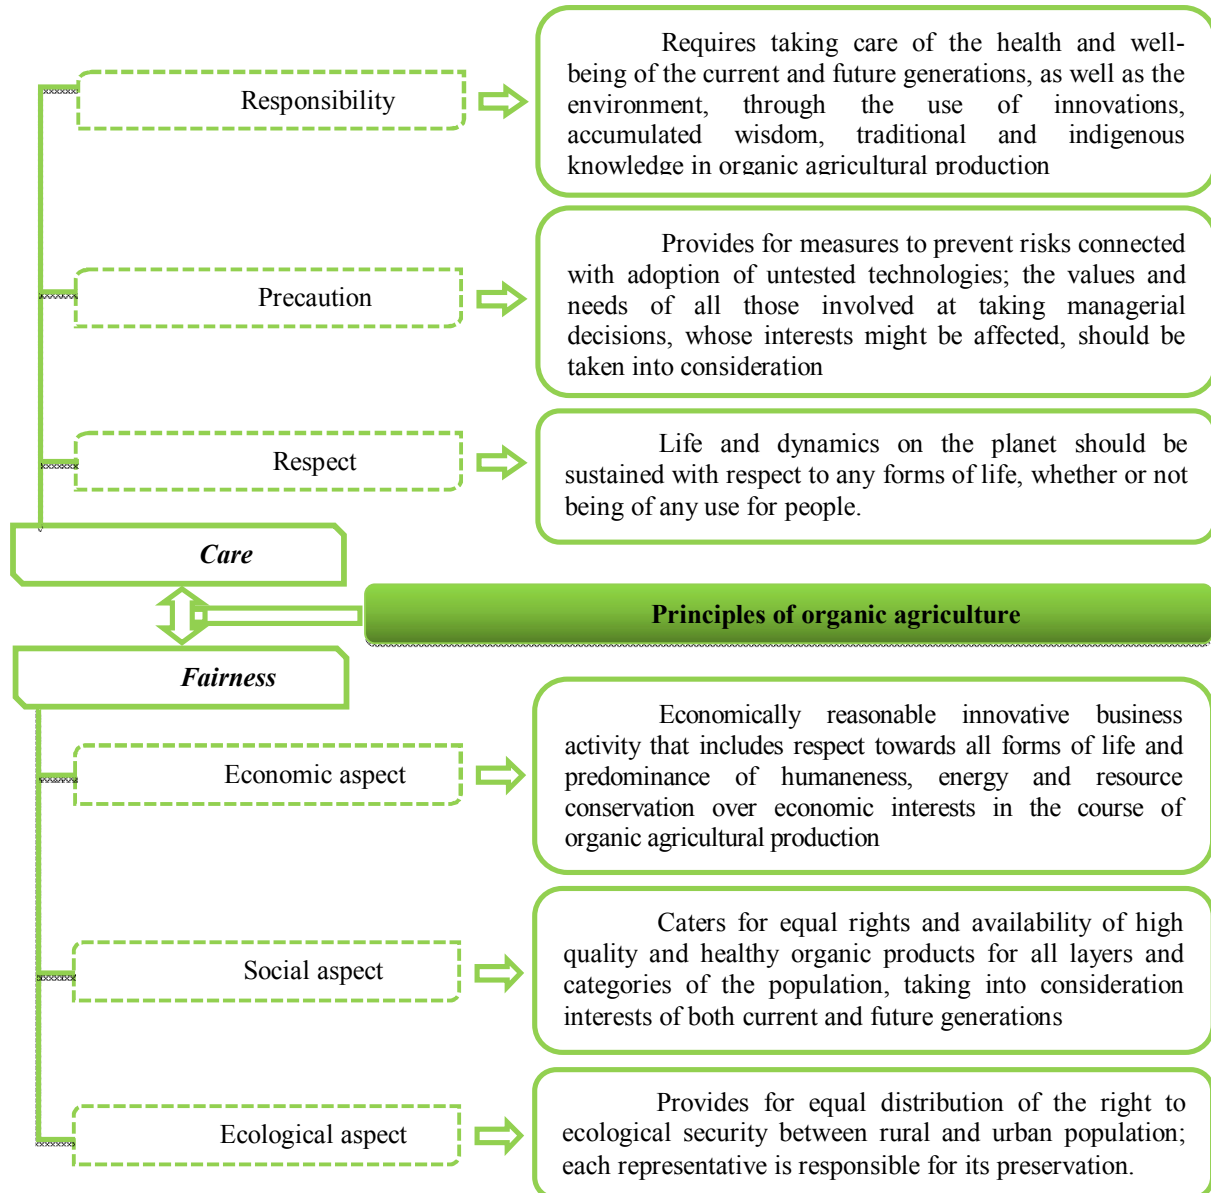 Responsibility
Requires taking care of the health and well-
being of the current and future generations, as well as the
environment, through the use of innovations,
accumulated wisdom, traditional and indigenous
knowledge in organic agricultural production
Precaution
Provides for measures to prevent risks connected
with adoption of untested technologies; the values and
needs of all those involved at taking managerial
decisions, whose interests might be affected, should be
taken into consideration
Respect
Life and dynamics on the planet should be
sustained with respect to any forms of life, whether or not
being of any use for people.
Care
Principles of organic agriculture
Fairness
Economic aspect
Economically reasonable innovative business
activity that includes respect towards all forms of life and
predominance of humaneness, energy and resource
conservation over economic interests in the course of
organic agricultural production
Social aspect
Caters for equal rights and availability of high
quality and healthy organic products for all layers and
categories of the population, taking into consideration
interests of both current and future generations
Ecological aspect
Provides for equal distribution of the right to
ecological security between rural and urban population;
each representative is responsible for its preservation.